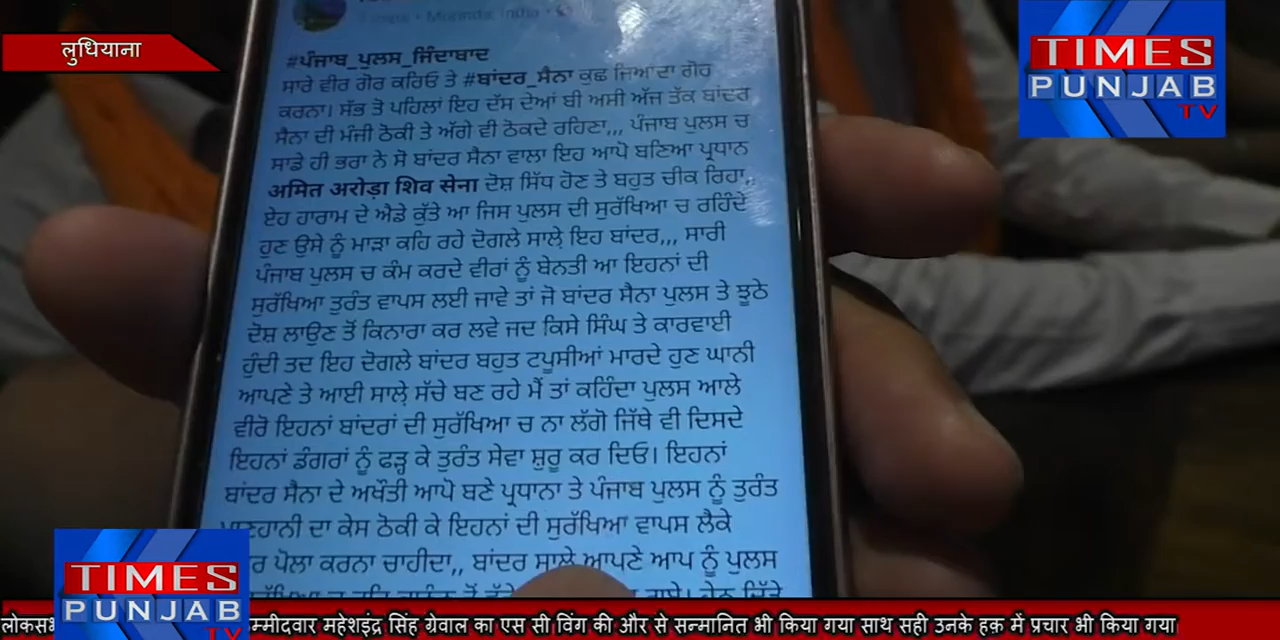 लुधियाना
TIMES
PUNJAB
TV
#ਪੰਜਾਬ_ਪੁਲਸ_ਜਿੰਦਾਬਾਦ
ਸਾਰੇ ਵੀਰ ਗੋਰ ਕਰਿਓ ਤੇ #ਬਾਂਦਰ_ਸੈਨਾ ਕੁਛ ਜਿਆਦਾ ਗੋਰ
ਕਰਨਾ। ਸੱਭ ਤੇ ਪਹਿਲਾਂ ਇਹ ਦੱਸ ਦੇਆਂ ਬੀ ਅਸੀ ਅੱਜ ਤੱਕ ਬਾਂਦਰ
ਸੈਨਾ ਦੀ ਮੰਜੀ ਠੋਕੀ ਤੇ ਅੱਗੇ ਵੀ ਠੋਕਦੇ ਰਹਿਣਾ,,, ਪੰਜਾਬ ਪੁਲਸ ਚ
ਸਾਡੇ ਹੀ ਭਰਾ ਨੇ ਸੋ ਬਾਂਦਰ ਸੈਨਾ ਵਾਲਾ ਇਹ ਆਪੇ ਬਣਿਆ ਪ੍ਰਧਾਨ
ਅਮਿਤ ਅਰੋੜਾ ਸ਼ਿਵ ਸੇਨਾ ਦੋਸ਼ ਸਿੱਧ ਹੋਣ ਤੇ ਬਹੁਤ ਚੀਕ ਰਿਹਾ,,
ਏਹ ਹਾਰਾਮ ਦੇ ਐਡੇ ਕੁੱਤੇ ਆ ਜਿਸ ਪੁਲਸ ਦੀ ਸੁਰੱਖਿਆ ਚ ਰਹਿੰਦੇ
ਹੁਣ ਉਸੇ ਨੂੰ ਮਾੜਾ ਕਹਿ ਰਹੇ ਦੋਗਲੇ ਸਾਲ਼ੇ ਇਹ ਬਾਂਦਰ,,, ਸਾਰੀ
ਪੰਜਾਬ ਪੁਲਸ ਚ ਕੰਮ ਕਰਦੇ ਵੀਰਾਂ ਨੂੰ ਬੇਨਤੀ ਆ ਇਹਨਾਂ ਦੀ
ਸੁਰੱਖਿਆ ਤੁਰੰਤ ਵਾਪਸ ਲਈ ਜਾਵੇ ਤਾਂ ਜੋ ਬਾਂਦਰ ਸੈਨਾ ਪੁਲਸ ਤੇ ਝੂਠੇ
ਦੋਸ਼ ਲਾਉਣ ਤੋਂ ਕਿਨਾਰਾ ਕਰ ਲਵੇ ਜਦ ਕਿਸੇ ਸਿੰਘ ਤੇ ਕਾਰਵਾਈ
ਹੁੰਦੀ ਤਦ ਇਹ ਦੋਗਲੇ ਬਾਂਦਰ ਬਹੁਤ ਟਪੂਸੀਆਂ ਮਾਰਦੇ ਹੁਣ ਘਾਨੀ
ਆਪਣੇ ਤੇ ਆਈ ਸਾਲ਼ੇ ਸੱਚੇ ਬਣ ਰਹੇ ਮੈਂ ਤਾਂ ਕਹਿੰਦਾ ਪੁਲਸ ਆਲੇ
ਵੀਰੋ ਇਹਨਾਂ ਬਾਂਦਰਾਂ ਦੀ ਸੁਰੱਖਿਆ ਚ ਨਾ ਲੱਗੋ ਜਿੱਥੇ ਵੀ ਦਿਸਦੇ
ਇਹਨਾਂ ਡੰਗਰਾਂ ਨੂੰ ਫੜ੍ਹ ਕੇ ਤੁਰੰਤ ਸੇਵਾ ਸ਼ੁਰੂ ਕਰ ਦਿਓ। ਇਹਨਾਂ
ਬਾਂਦਰ ਸੈਨਾ ਦੇ ਅਖੌਤੀ ਆਪੇ ਬਣੇ ਪ੍ਰਧਾਨਾ ਤੇ ਪੰਜਾਬ ਪੁਲਸ ਨੂੰ ਤੁਰੰਤ
ਦਾ ਕੇਸ ਠੋਕੀ ਕੇ ਇਹਨਾਂ ਦੀ ਸੁਰੱਖਿਆ ਵਾਪਸ ਲੈਕੇ
ਪੋਲਾ ਕਰਨਾ ਚਾਹੀਦਾ,, ਬਾਂਦਰ ਸਾਲ਼ੇ ਆਪਣੇ ਆਪ ਨੂੰ ਪੁਲਸ
TIMES
PUNJAB
TV
लोकसभ
म्मीदवार महेशइंद्र सिंह ग्रेवाल का एस सी विंग की और से सन्मानित भी किया गया साथ सही उनके हक़ में प्रचार भी किया गया